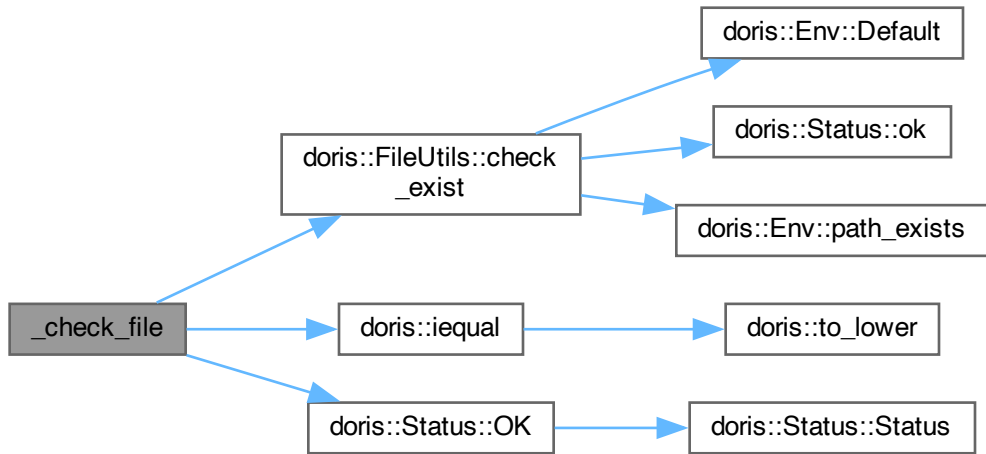 doris::Env::Default
doris::Status::ok
doris::FileUtils::check
_exist
doris::Env::path_exists
_check_file
doris::iequal
doris::to_lower
doris::Status::OK
doris::Status::Status